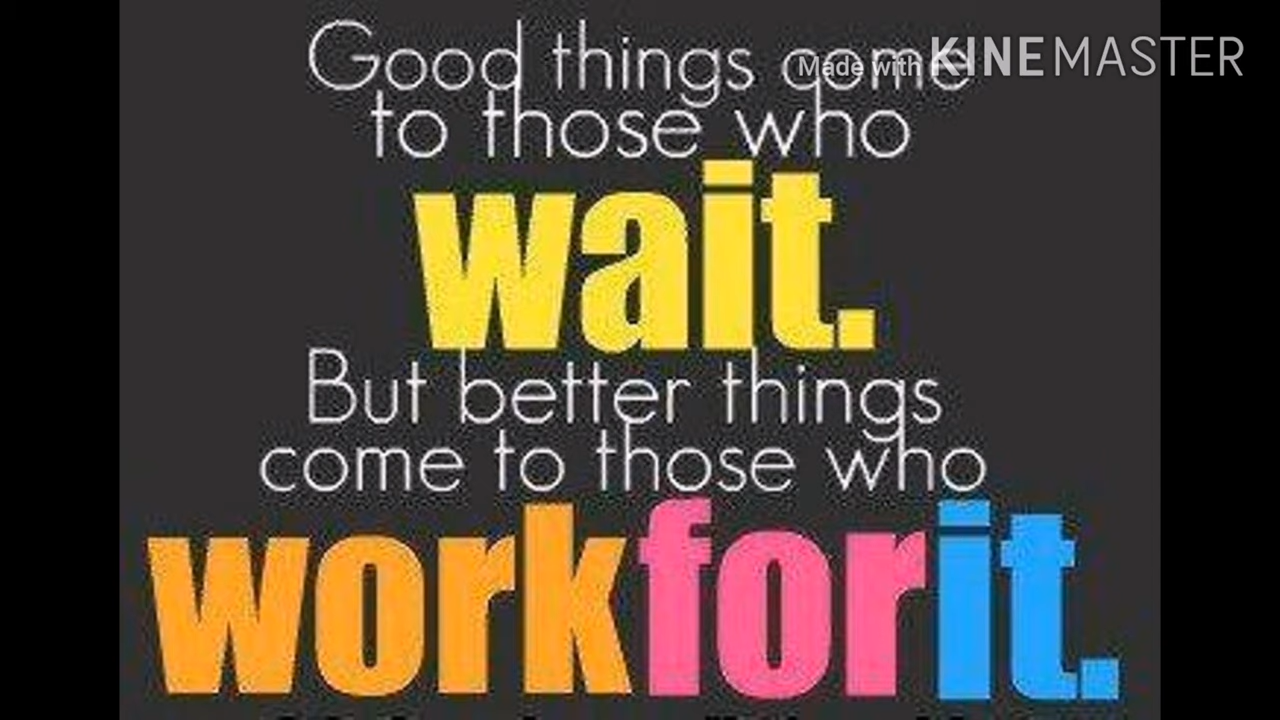 Good things come
Made with KINEMASTER
to those who
wait.
But better things
come to those who
workforit.